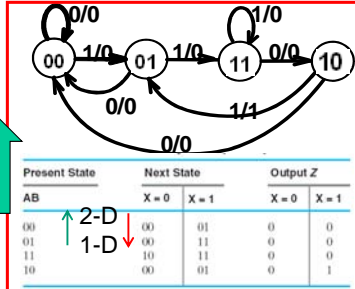 0/0
1/0
00
1/0
01
1/0
11
0/0
10
0/0
1/1
0/0
Present State Next State Output Z
AB X = 0 X = 1 X = 0 X = 1
2-D
00 00 01 0 0
01 00 11 0 0
1-D
11 10 11 0 0
10 00 01 0 1